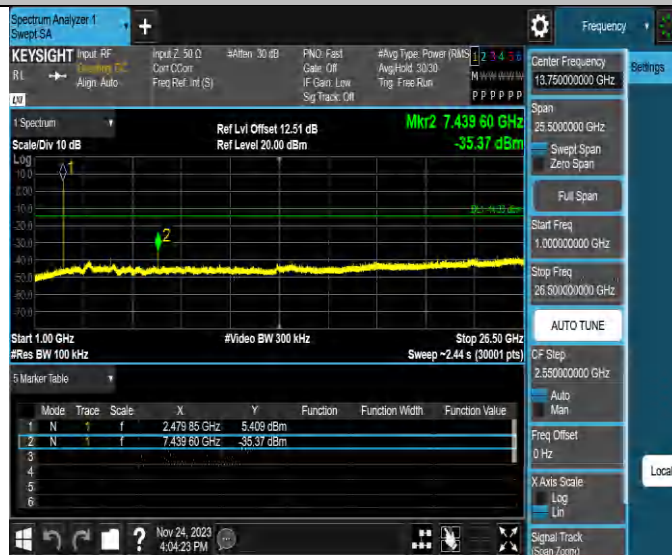 Spectrum Analyzer 1
Swept SA
+
Frequency
KEYSIGHT
Input: RF
Input Z: 50 Ω
#Atten: 30 dB
PNO: Fast
#Avg Type: Power (RMS
1 2 3 4 5 6
RL
Coupling: DC
Corr CCorr
Gate: Off
Avg|Hold: 30/30
M W W W W W
Align: Auto
Freq Ref: Int (S)
IF Gain: Low
Trig: Free Run
Sig Track: Off
P P P P P P
LNI
Center Frequency
13.750000000 GHz
Settings
Span
25.5000000 GHz
Swept Span
Zero Span
Full Span
Start Freq
1.000000000 GHz
Stop Freq
26.500000000 GHz
AUTO TUNE
CF Step
2.550000000 GHz
Auto
Man
Freq Offset
0 Hz
X Axis Scale
Log
Lin
Signal Track
(Span Zoom)
Local
1 Spectrum
Ref Lvl Offset 12.51 dB
Mkr2 7.439 60 GHz
Scale/Div 10 dB
Ref Level 20.00 dBm
-35.37 dBm
Log
10.0
0.00
-10.0
-20.0
-30.0
-40.0
-50.0
-60.0
-70.0
1
2
Start 1.00 GHz
#Video BW 300 kHz
Stop 26.50 GHz
#Res BW 100 kHz
Sweep ~2.44 s (30001 pts)
5 Marker Table
Mode Trace Scale X Y Function Function Width Function Value
1 N 1 f 2.479 85 GHz 5.409 dBm
2 N 1 f 7.439 60 GHz -35.37 dBm
3
4
5
6
?
Nov 24, 2023
4:04:23 PM